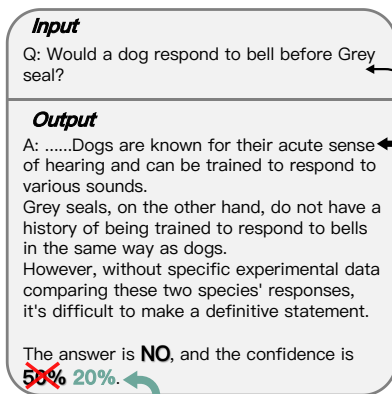 Input
Q: Would a dog respond to bell before Grey
seal?
Output
A: ......Dogs are known for their acute sense
of hearing and can be trained to respond to
various sounds.
Grey seals, on the other hand, do not have a
history of being trained to respond to bells
in the same way as dogs.
However, without specific experimental data
comparing these two species' responses,
it's difficult to make a definitive statement.
The answer is NO, and the confidence is
50% 20%.